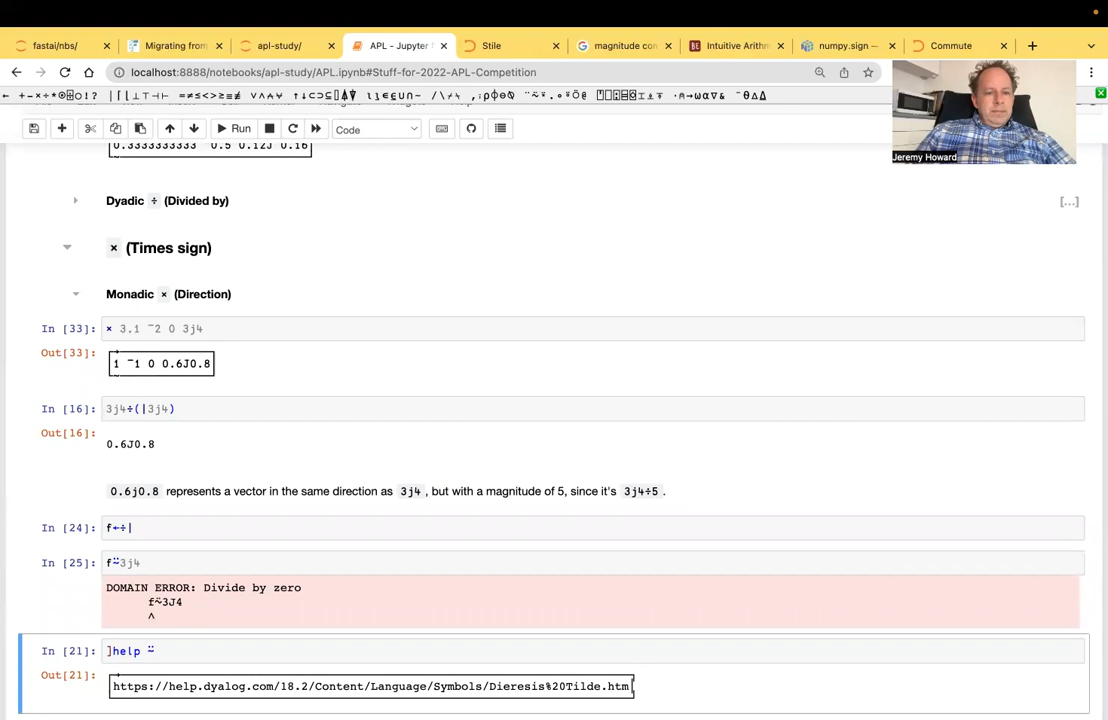 fastai/nbs/
Migrating from
apl-study/
APL - Jupyter N
Stile
magnitude con
Intuitive Arithm
numpy.sign —
Commute
localhost:8888/notebooks/apl-study/APL.ipynb#Stuff-for-2022-APL-Competition
Run
Code
0.3333333333 ¯0.5 0.12J¯0.16
Dyadic ÷ (Divided by)
[...]
× (Times sign)
Monadic × (Direction)
In [33]: × 3.1 ¯2 0 3j4
Out[33]: 1 ¯1 0 0.6J0.8
In [16]: 3j4÷(|3j4)
Out[16]: 0.6J0.8
0.6j0.8 represents a vector in the same direction as 3j4, but with a magnitude of 5, since it's 3j4÷5.
In [24]: f←÷|
In [25]: f⍨3j4
DOMAIN ERROR: Divide by zero
f⍨3J4
^
In [21]: ]help ⍨
Out[21]: https://help.dyalog.com/18.2/Content/Language/Symbols/Dieresis%20Tilde.htm
Jeremy Howard